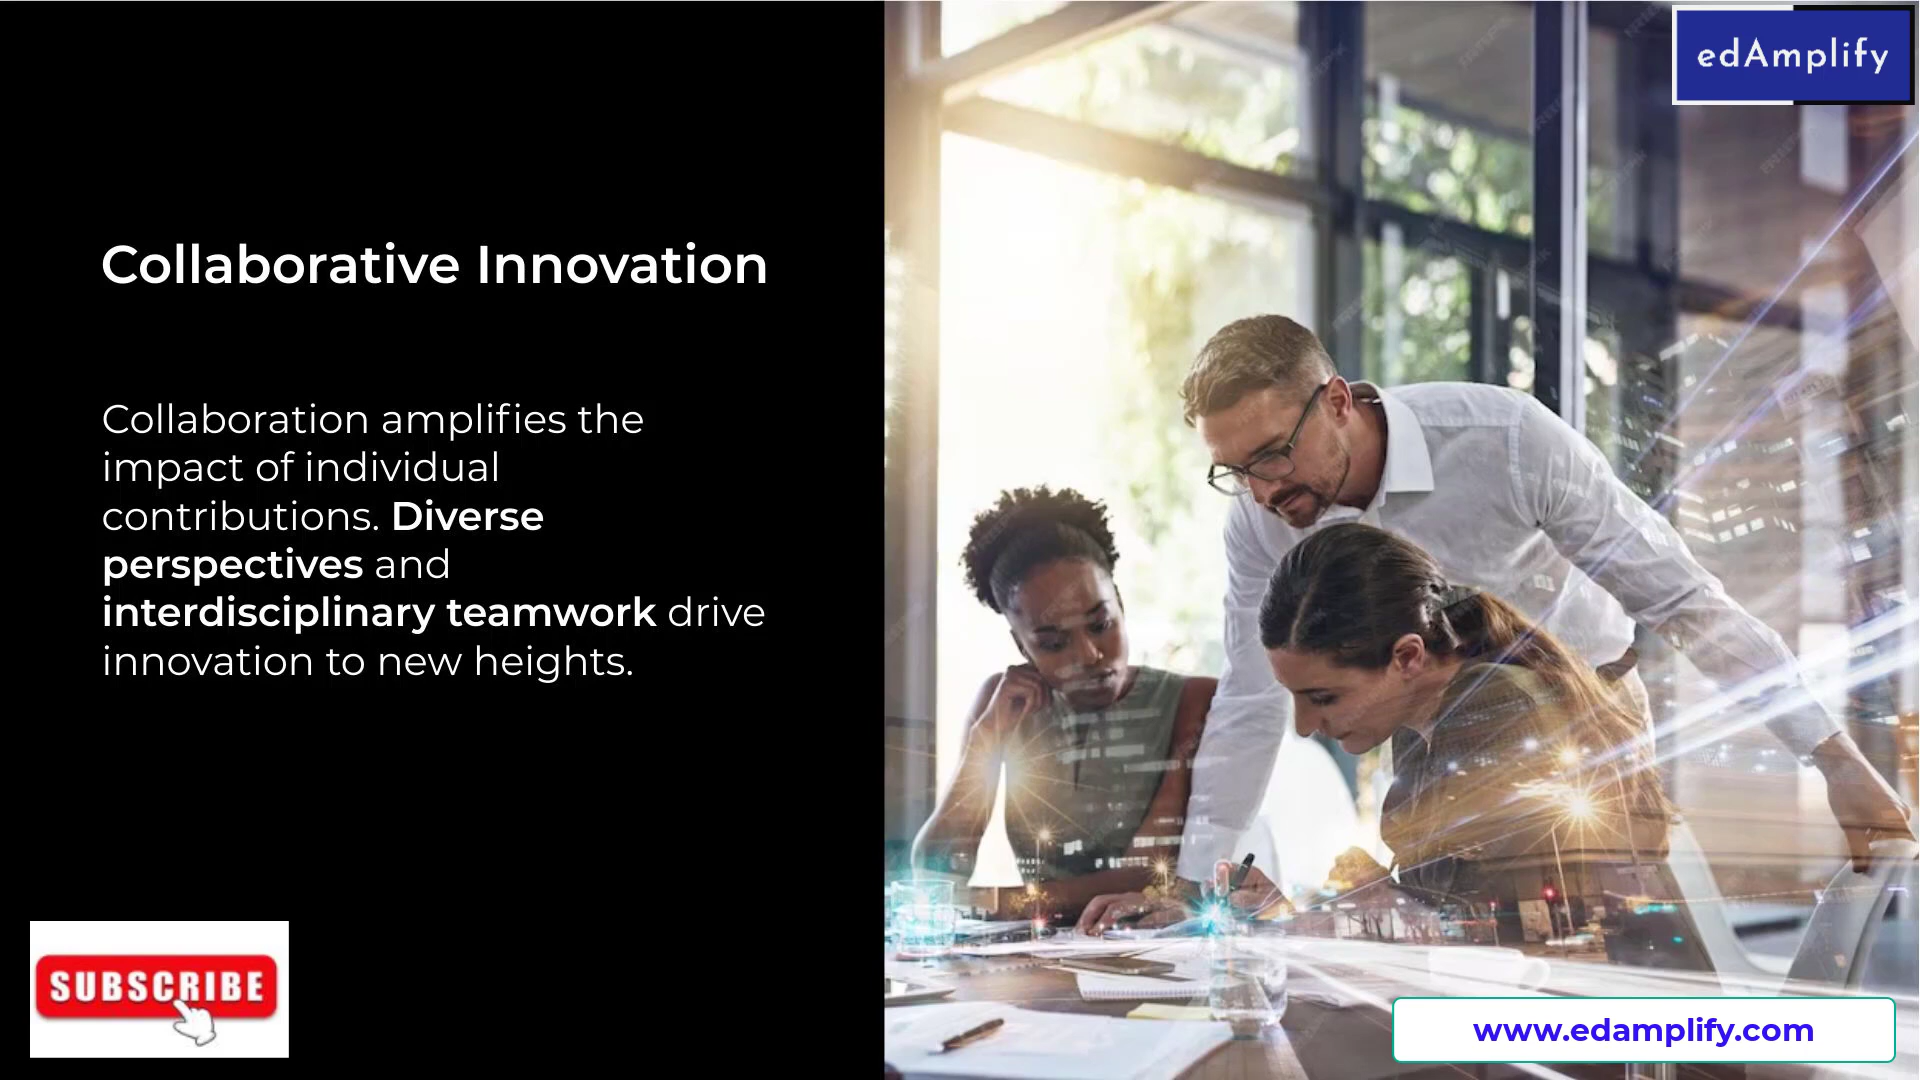 edAmplify
Collaborative Innovation
Collaboration amplifies the
impact of individual
contributions. Diverse
perspectives and
interdisciplinary teamwork drive
innovation to new heights.
SUBSCRIBE
www.edamplify.com